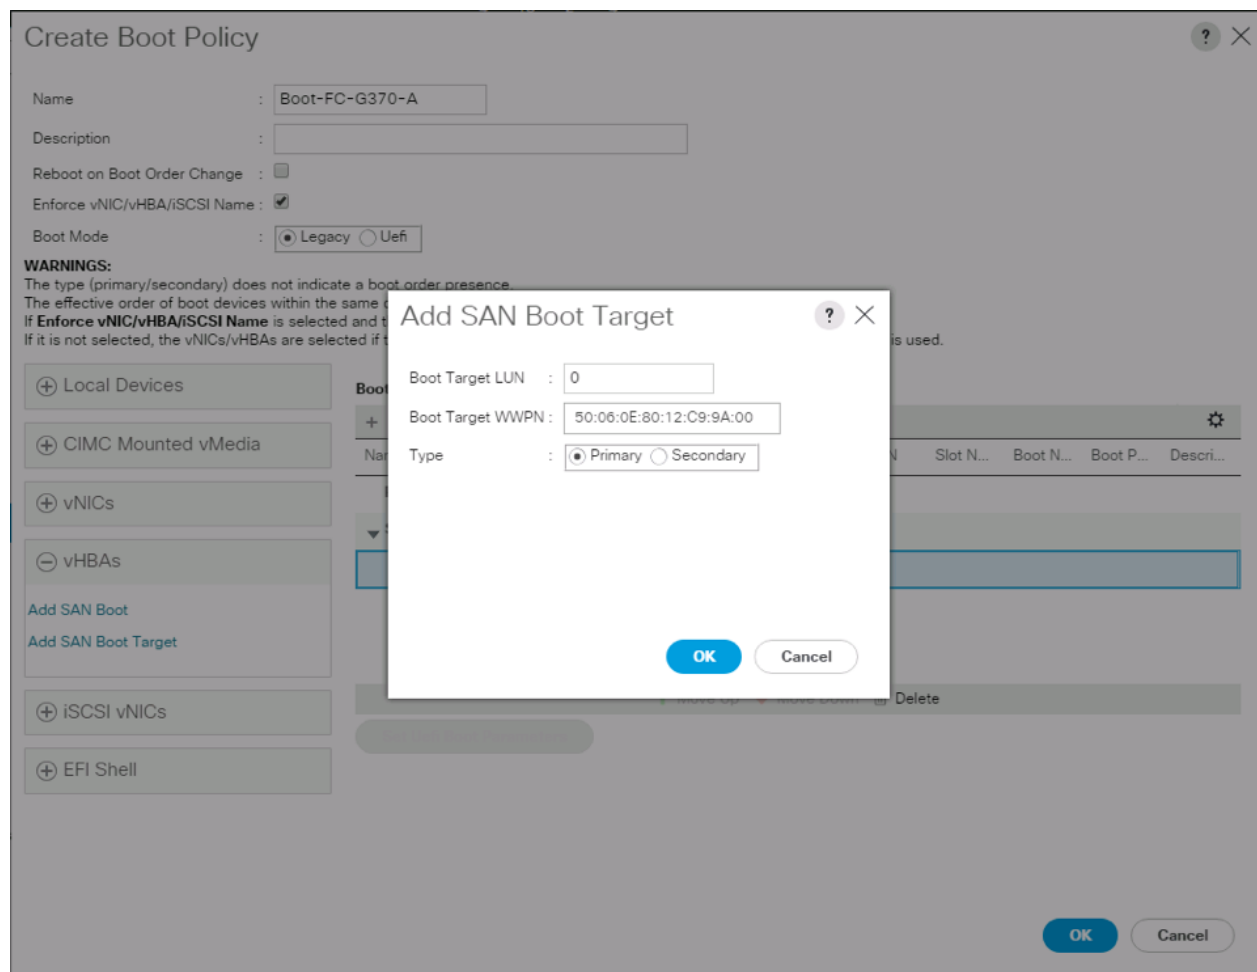 Create Boot Policy
?
Name : Boot-FC-G370-A
Description :
Reboot on Boot Order Change :
Enforce vNIC/vHBA/iSCSI Name :
Boot Mode : Legacy Uefi
WARNINGS:
The type (primary/secondary) does not indicate a boot order presence.
The effective order of boot devices within the same
If Enforce vNIC/vHBA/iSCSI Name is selected and
If it is not selected, the vNICs/vHBAs are selected if is used.
Add SAN Boot Target ?
Boot Target LUN : 0
Boot Target WWPN : 50:06:0E:80:12:C9:9A:00
Type : Primary Secondary
OK Cancel
Local Devices
CIMC Mounted vMedia
vNICs
vHBAs
Add SAN Boot
Add SAN Boot Target
iSCSI vNICs
EFI Shell
Boot
+
Slot N... Boot N... Boot P... Descri...
Move Up Move Down Delete
OK Cancel